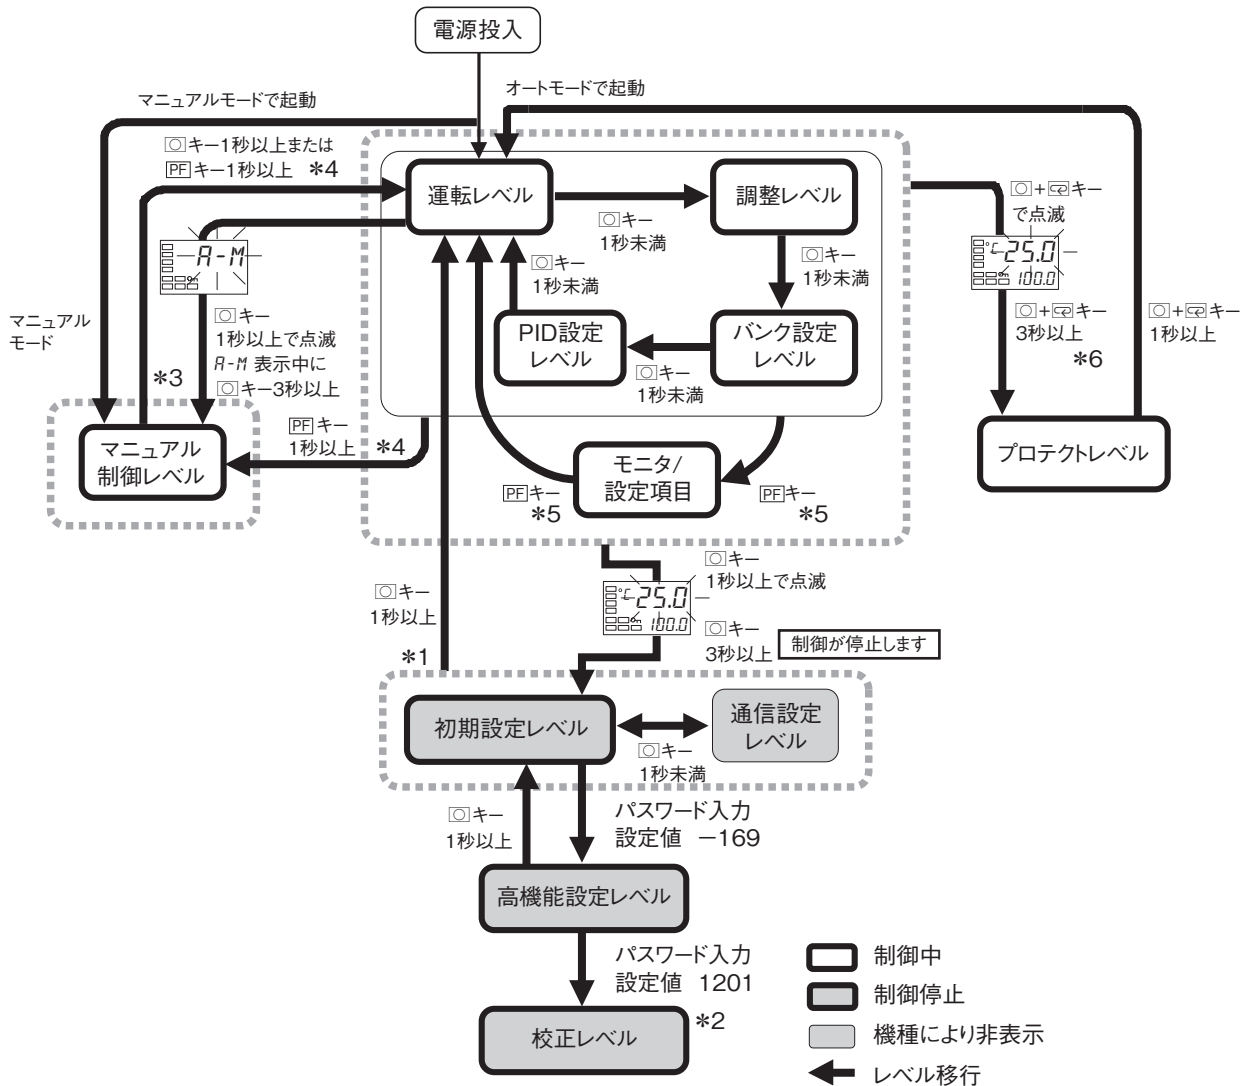 電源投入
マニュアルモードで起動
オートモードで起動
キー1秒以上または
PFキー1秒以上 *4
運転レベル
調整レベル
キー
1秒未満
+キー
で点滅
A-M
°C 25.0
100.0
キー
1秒未満
キー
1秒未満
マニュアル
モード
キー
1秒以上で点滅
A-M 表示中に
キー3秒以上
*3
PID設定
レベル
バンク設定
レベル
キー
1秒未満
+キー
3秒以上
*6
+キー
1秒以上
マニュアル
制御レベル
PFキー
1秒以上 *4
モニタ/
設定項目
プロテクトレベル
PFキー
*5
PFキー
*5
キー
1秒以上
*1
キー
1秒以上で点滅
°C 25.0
100.0
キー
3秒以上
制御が停止します
初期設定レベル
通信設定
レベル
キー
1秒未満
キー
1秒以上
パスワード入力
設定値 －169
高機能設定レベル
パスワード入力
設定値 1201
校正レベル
*2
制御中
制御停止
機種により非表示
レベル移行